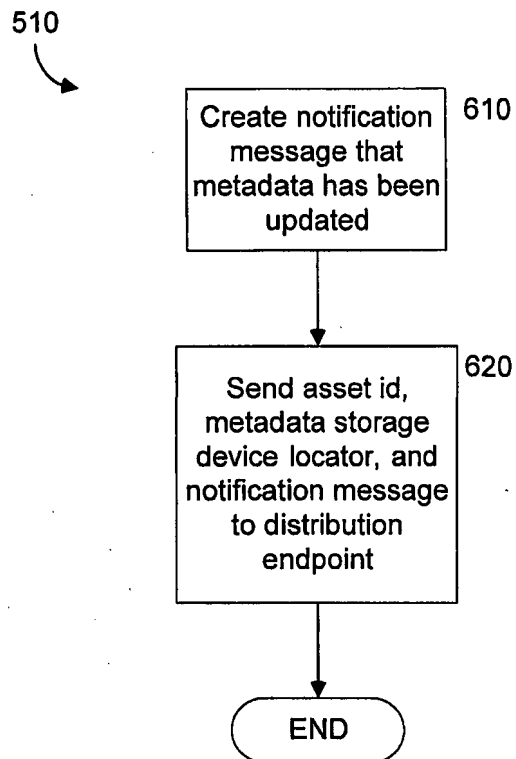 510
Create notification
message that
metadata has been
updated
610
Send asset id,
metadata storage
device locator, and
notification message
to distribution
endpoint
620
END